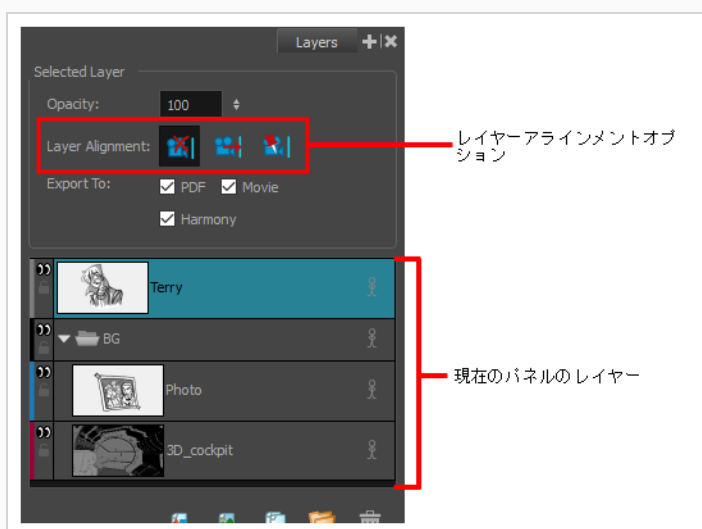 Layers
Selected Layer
Opacity: 100
Layer Alignment:
レイヤーアラインメントオプ
ション
Export To: PDF Movie
Harmony
Terry
BG
現在のパネルのレイヤー
Photo
3D_cockpit